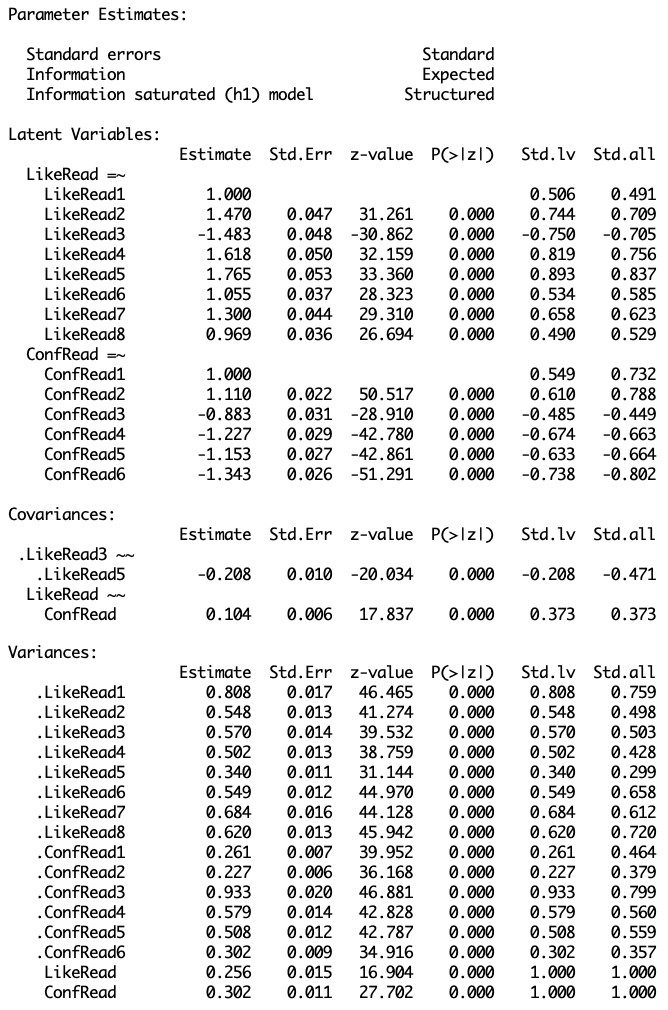 Parameter Estimates:
Standard errors Standard
Information Expected
Information saturated (h1) model Structured
Latent Variables:
Estimate Std.Err z-value P(>|z|) Std.lv Std.all
LikeRead =~
LikeRead1 1.000 0.506 0.491
LikeRead2 1.470 0.047 31.261 0.000 0.744 0.709
LikeRead3 -1.483 0.048 -30.862 0.000 -0.750 -0.705
LikeRead4 1.618 0.050 32.159 0.000 0.819 0.756
LikeRead5 1.765 0.053 33.360 0.000 0.893 0.837
LikeRead6 1.055 0.037 28.323 0.000 0.534 0.585
LikeRead7 1.300 0.044 29.310 0.000 0.658 0.623
LikeRead8 0.969 0.036 26.694 0.000 0.490 0.529
ConfRead =~
ConfRead1 1.000 0.549 0.732
ConfRead2 1.110 0.022 50.517 0.000 0.610 0.788
ConfRead3 -0.883 0.031 -28.910 0.000 -0.485 -0.449
ConfRead4 -1.227 0.029 -42.780 0.000 -0.674 -0.663
ConfRead5 -1.153 0.027 -42.861 0.000 -0.633 -0.664
ConfRead6 -1.343 0.026 -51.291 0.000 -0.738 -0.802
Covariances:
Estimate Std.Err z-value P(>|z|) Std.lv Std.all
.LikeRead3 ~~
.LikeRead5 -0.208 0.010 -20.034 0.000 -0.208 -0.471
LikeRead ~~
ConfRead 0.104 0.006 17.837 0.000 0.373 0.373
Variances:
Estimate Std.Err z-value P(>|z|) Std.lv Std.all
.LikeRead1 0.808 0.017 46.465 0.000 0.808 0.759
.LikeRead2 0.548 0.013 41.274 0.000 0.548 0.498
.LikeRead3 0.570 0.014 39.532 0.000 0.570 0.503
.LikeRead4 0.502 0.013 38.759 0.000 0.502 0.428
.LikeRead5 0.340 0.011 31.144 0.000 0.340 0.299
.LikeRead6 0.549 0.012 44.970 0.000 0.549 0.658
.LikeRead7 0.684 0.016 44.128 0.000 0.684 0.612
.LikeRead8 0.620 0.013 45.942 0.000 0.620 0.720
.ConfRead1 0.261 0.007 39.952 0.000 0.261 0.464
.ConfRead2 0.227 0.006 36.168 0.000 0.227 0.379
.ConfRead3 0.933 0.020 46.881 0.000 0.933 0.799
.ConfRead4 0.579 0.014 42.828 0.000 0.579 0.560
.ConfRead5 0.508 0.012 42.787 0.000 0.508 0.559
.ConfRead6 0.302 0.009 34.916 0.000 0.302 0.357
LikeRead 0.256 0.015 16.904 0.000 1.000 1.000
ConfRead 0.302 0.011 27.702 0.000 1.000 1.000